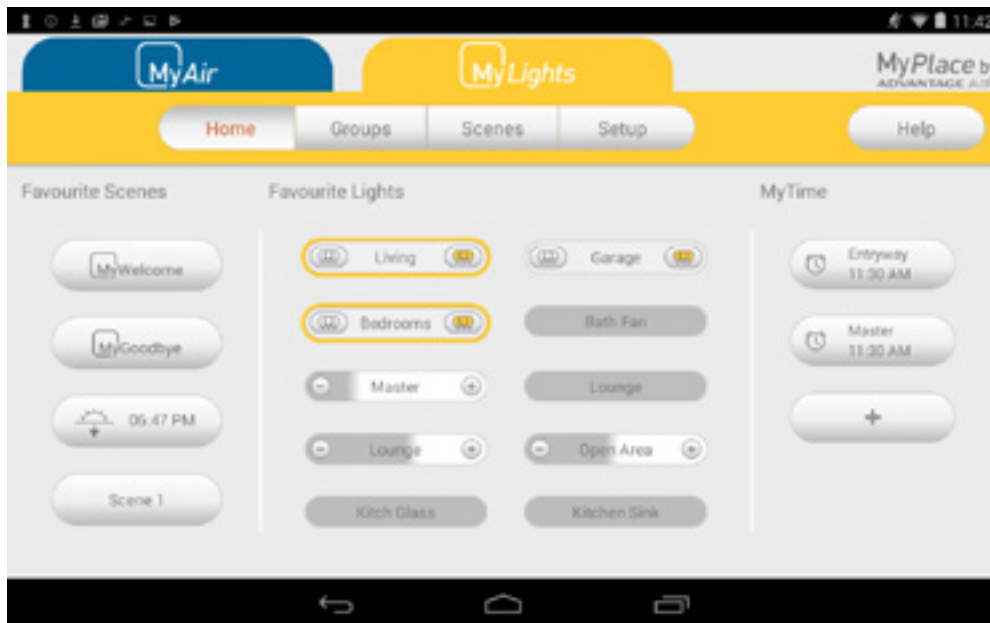 11:42
MyAir
MyLights
MyPlace b
ADVANTAGE AI
Home
Groups
Scenes
Setup
Help
Favourite Scenes
Favourite Lights
MyTime
MyWelcome
Living
Garage
Entryway
11:30 AM
MyGoodbye
Bedrooms
Bath Fan
Master
11:30 AM
06:47 PM
Master
Lounge
+
Lounge
Open Area
Scene 1
Kitch Glass
Kitchen Sink